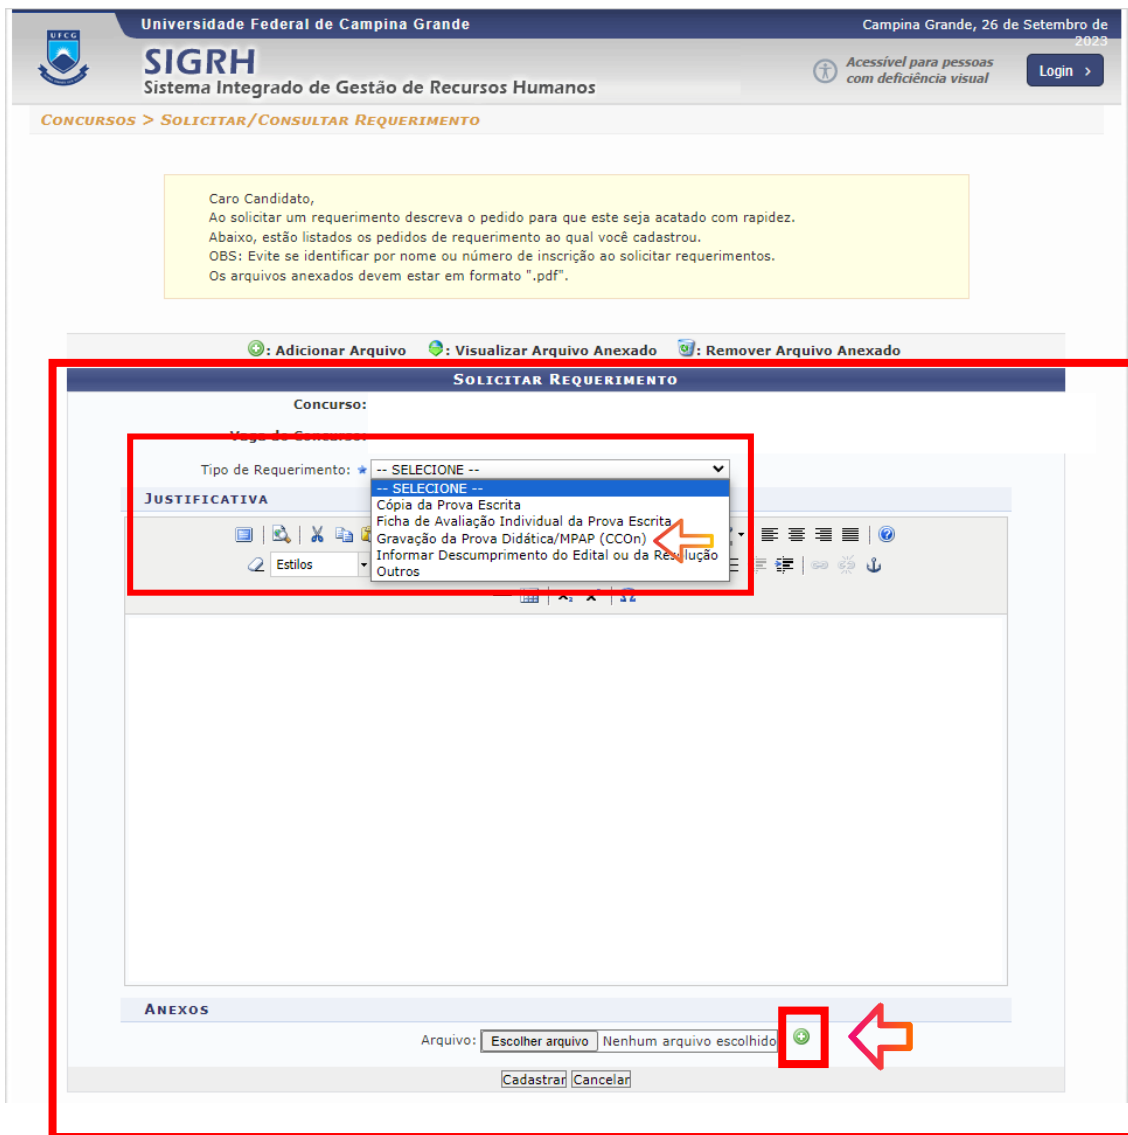 UFCG
Universidade Federal de Campina Grande
Campina Grande, 26 de Setembro de 2023
SIGRH
Sistema Integrado de Gestão de Recursos Humanos
Acessível para pessoas
com deficiência visual
Login >
Concursos > Solicitar/Consultar Requerimento
Caro Candidato,
Ao solicitar um requerimento descreva o pedido para que este seja acatado com rapidez.
Abaixo, estão listados os pedidos de requerimento ao qual você cadastrou.
OBS: Evite se identificar por nome ou número de inscrição ao solicitar requerimentos.
Os arquivos anexados devem estar em formato ".pdf".
: Adicionar Arquivo : Visualizar Arquivo Anexado : Remover Arquivo Anexado
Solicitar Requerimento
Concurso:
Vaga do Concurso:
Tipo de Requerimento: -- SELECIONE --
-- SELECIONE --
Cópia da Prova Escrita
Ficha de Avaliação Individual da Prova Escrita
Gravação da Prova Didática/MPAP (CCOn)
Informar Descumprimento do Edital ou da Resolução
Outros
Justificativa
Estilos
Anexos
Arquivo: Escolher arquivo Nenhum arquivo escolhido
Cadastrar Cancelar